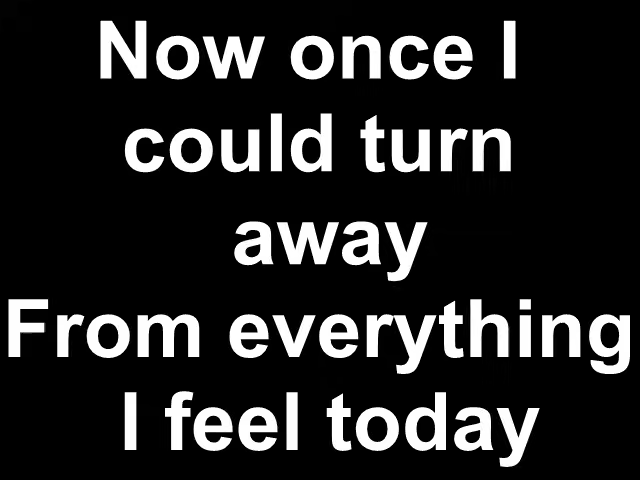 Now once I
could turn
away
From everything
I feel today